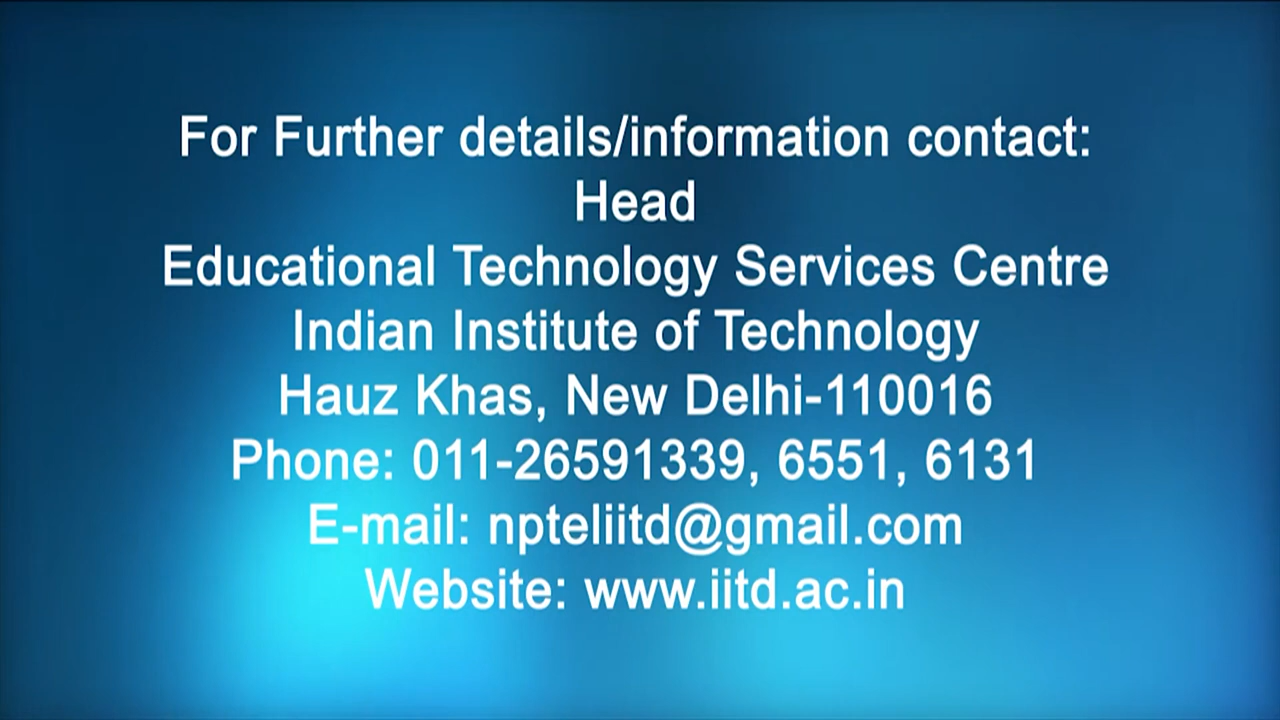 For Further details/information contact:
Head
Educational Technology Services Centre
Indian Institute of Technology
Hauz Khas, New Delhi-110016
Phone: 011-26591339, 6551, 6131
E-mail: npteliitd@gmail.com
Website: www.iitd.ac.in